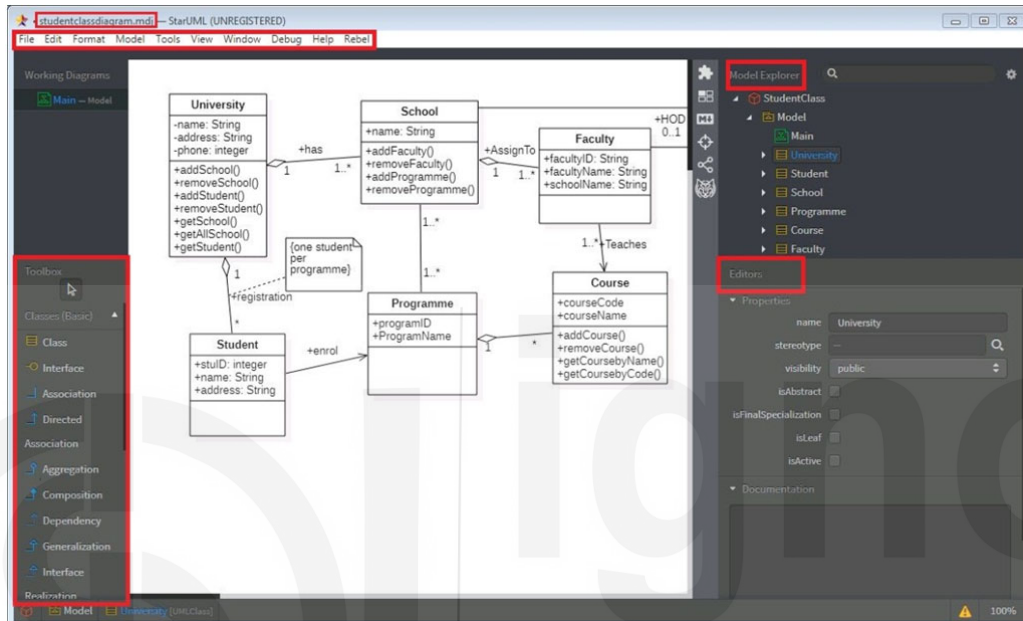 studentclassdiagram.mdj — StarUML (UNREGISTERED)
File Edit Format Model Tools View Window Debug Help Rebel
Working Diagrams
Main — Model
Toolbox
Classes (Basic)
Class
Interface
Association
Directed
Association
Aggregation
Composition
Dependency
Generalization
Interface
Realization
University
-name: String
-address: String
-phone: integer
+addSchool()
+removeSchool()
+addStudent()
+removeStudent()
+getSchool()
+getAllSchool()
+getStudent()
+has
1
1..*
School
+name: String
+addFaculty()
+removeFaculty()
+addProgramme()
+removeProgramme()
+AssignTo
1
1..*
+HOD
0..1
Faculty
+facultyID: String
+facultyName: String
+schoolName: String
1..*
+Teaches
1..*
1..*
{one student
per
programme}
1
+registration
*
Student
+stuID: integer
+name: String
+address: String
+enrol
Programme
+programID
+ProgramName
1
*
Course
+courseCode
+courseName
+addCourse()
+removeCourse()
+getCoursebyName()
+getCoursebyCode()
Model Explorer
StudentClass
Model
Main
University
Student
School
Programme
Course
Faculty
Editors
Properties
name University
stereotype —
visibility public
isAbstract
isFinalSpecialization
isLeaf
isActive
Documentation
Model University [UMLClass]
100%
igno